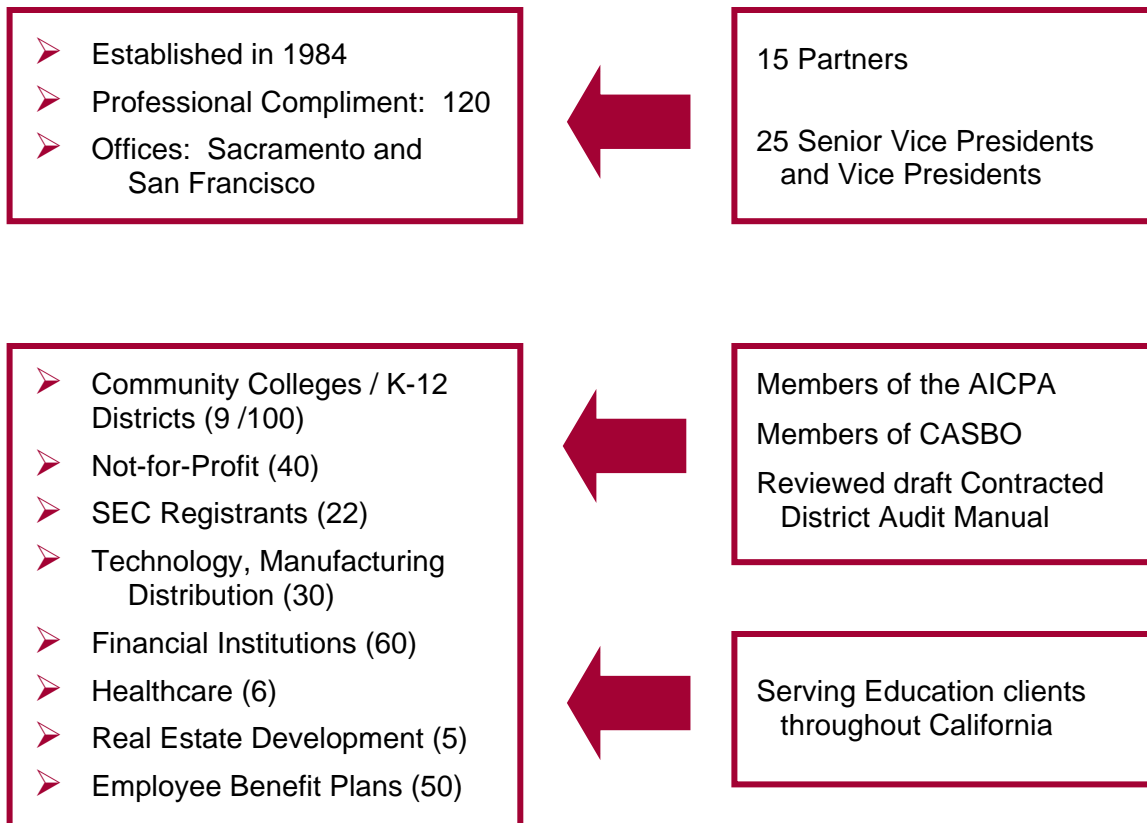 Established in 1984
Professional Compliment: 120
Offices: Sacramento and
San Francisco
15 Partners
25 Senior Vice Presidents
and Vice Presidents
Community Colleges / K-12
Districts (9 /100)
Not-for-Profit (40)
SEC Registrants (22)
Technology, Manufacturing
Distribution (30)
Financial Institutions (60)
Healthcare (6)
Real Estate Development (5)
Employee Benefit Plans (50)
Members of the AICPA
Members of CASBO
Reviewed draft Contracted
District Audit Manual
Serving Education clients
throughout California